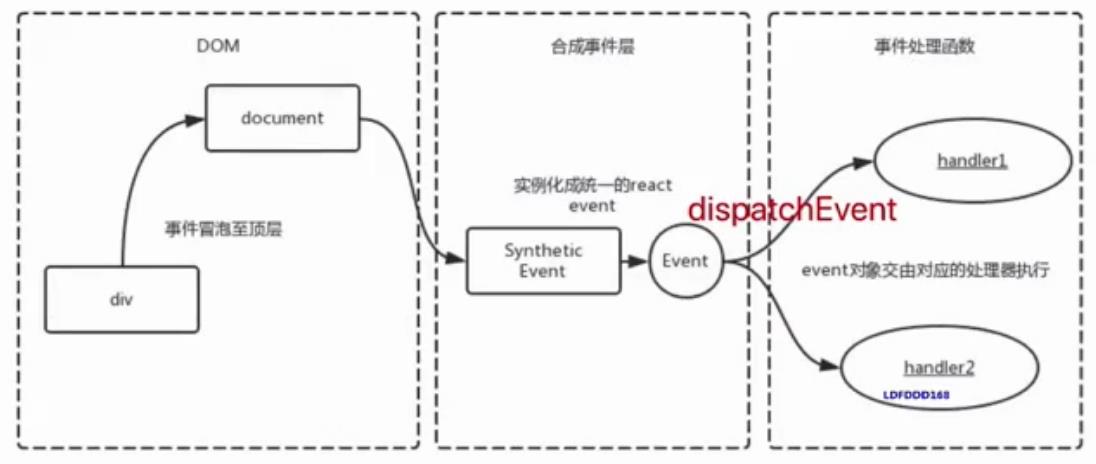 DOM
document
事件冒泡至顶层
div
合成事件层
实例化成统一的react
event
Synthetic
Event
Event
dispatchEvent
事件处理函数
handler1
event对象交由对应的处理器执行
handler2
LDFDDD168